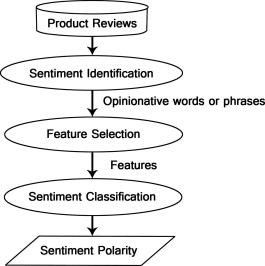 Product Reviews
Sentiment Identification
Opinionative words or phrases
Feature Selection
Features
Sentiment Classification
Sentiment Polarity